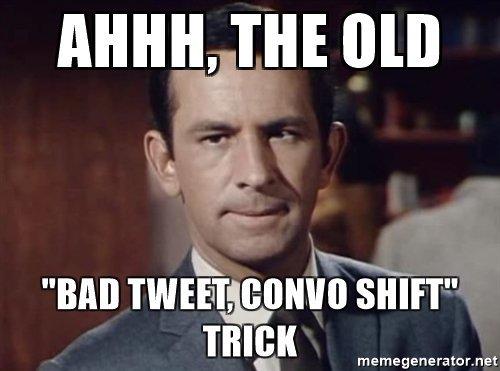 AHHH, THE OLD
"BAD TWEET, CONVO SHIFT"
TRICK
memegenerator.net